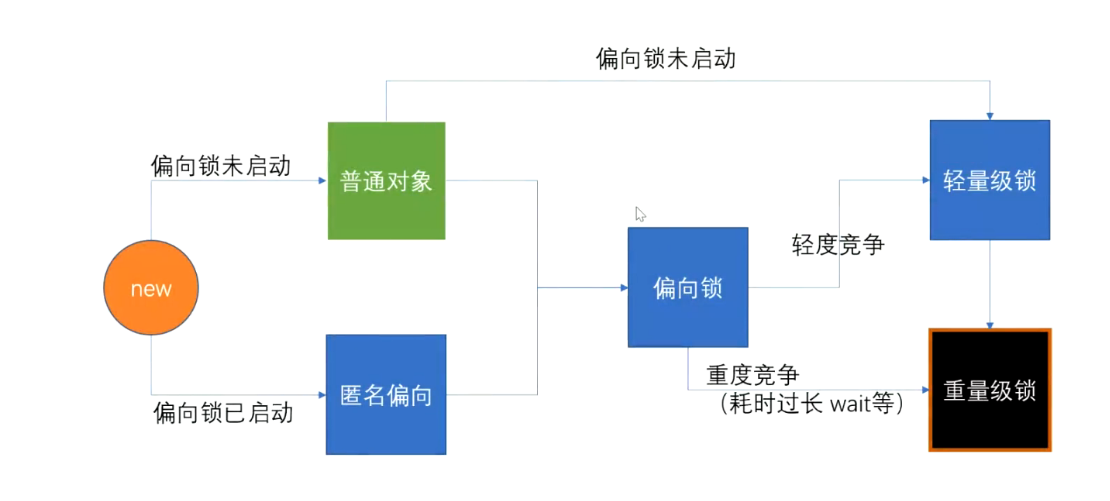 偏向锁未启动
偏向锁未启动
普通对象
轻量级锁
轻度竞争
new
偏向锁
偏向锁已启动
匿名偏向
重度竞争
（耗时过长 wait等）
重量级锁